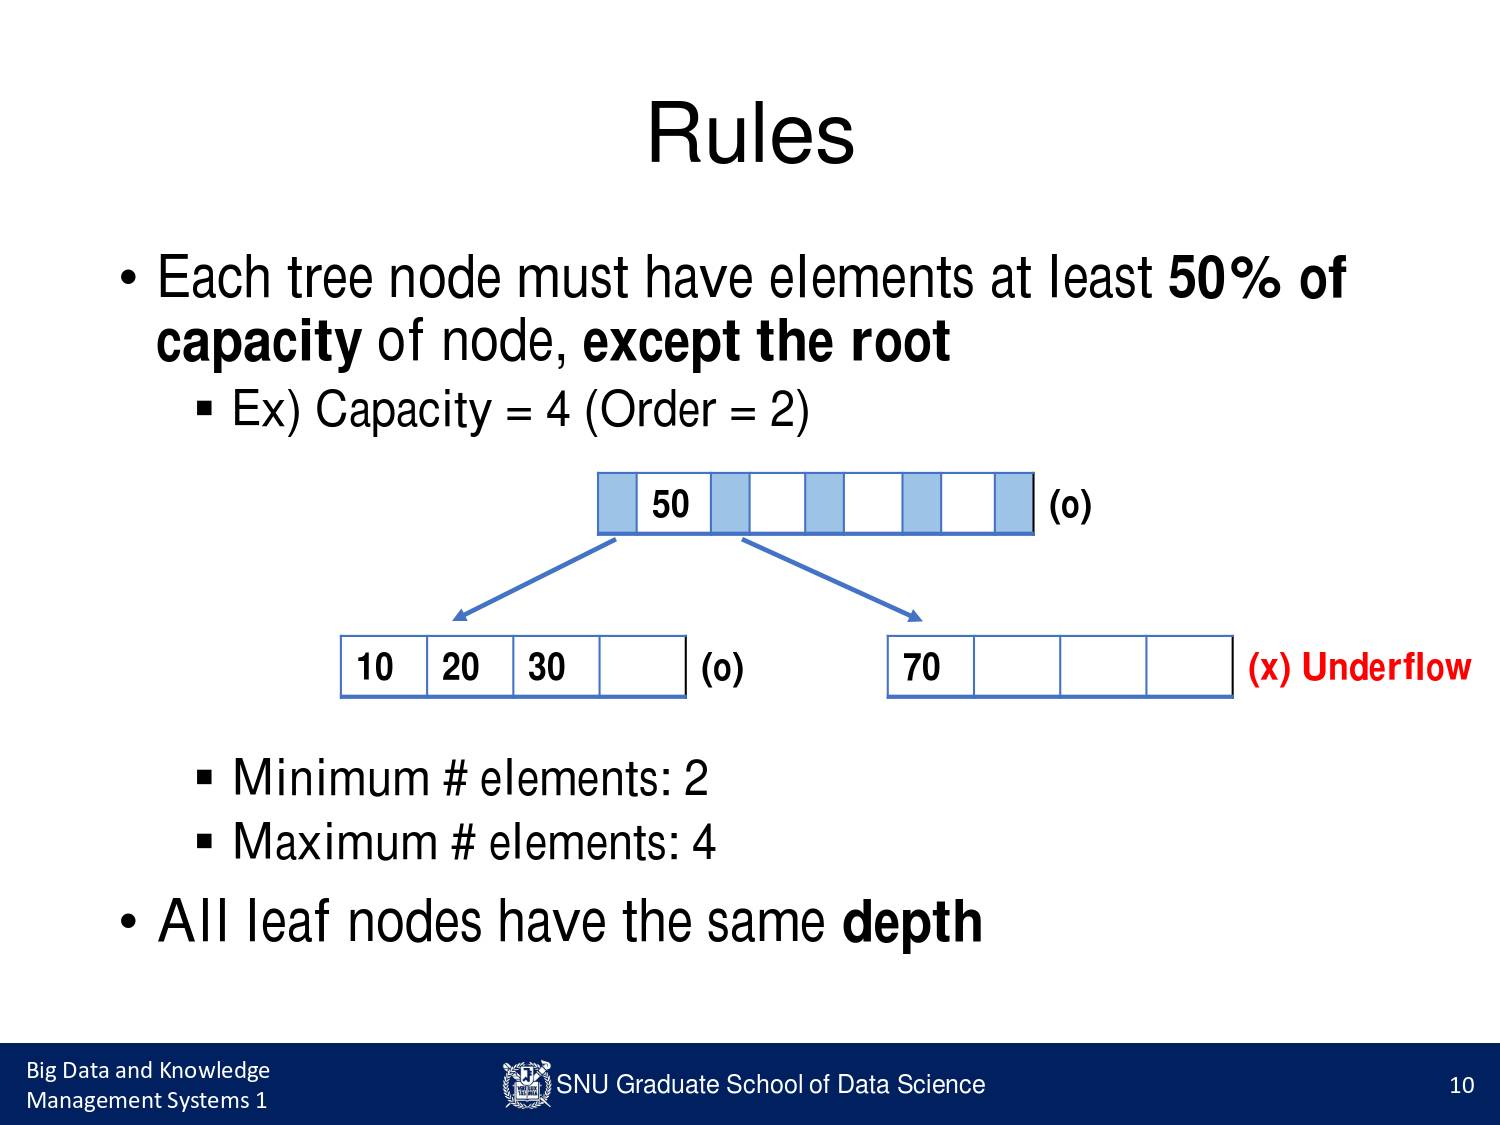 Rules
• Each tree node must have elements at least 50% of
capacity of node, except the root
▪ Ex) Capacity = 4 (Order = 2)
50 (o)
10 20 30 (o) 70 (x) Underflow
▪ Minimum # elements: 2
▪ Maximum # elements: 4
• All leaf nodes have the same depth
Big Data and Knowledge
Management Systems 1
SNU Graduate School of Data Science
10